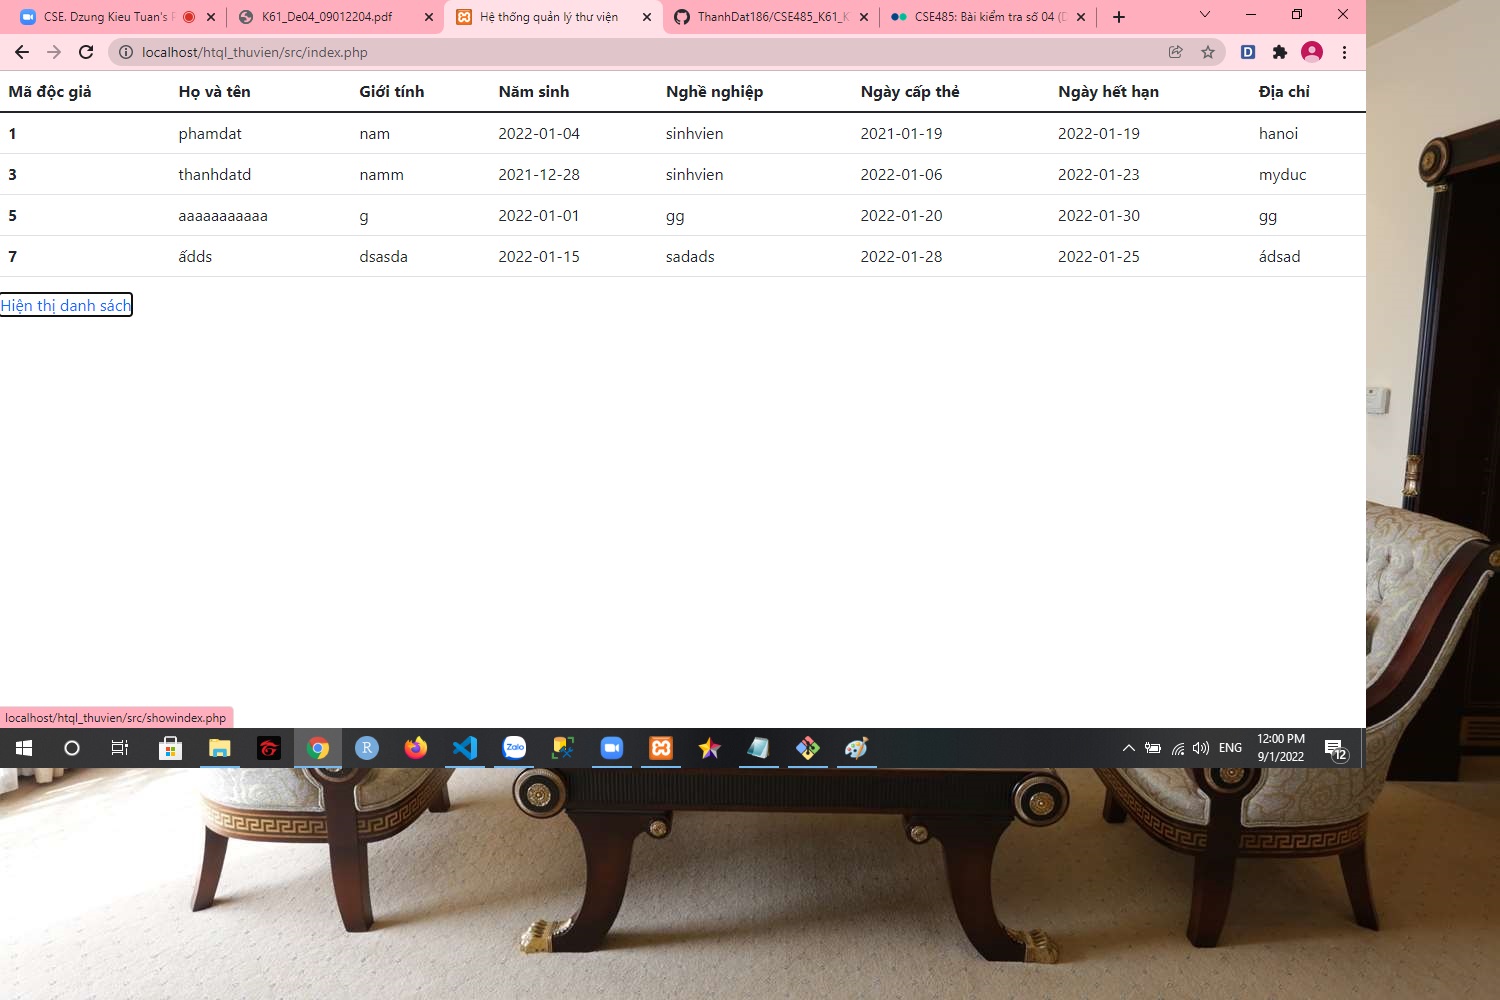 CSE. Dzung Kieu Tuan's
K61_De04_09012204.pdf
Hệ thống quản lý thư viện
ThanhDat186/CSE485_K61_K
CSE485: Bài kiểm tra số 04 (
localhost/htql_thuvien/src/index.php
Mã độc giả Họ và tên Giới tính Năm sinh Nghề nghiệp Ngày cấp thẻ Ngày hết hạn Địa chỉ
1 phamdat nam 2022-01-04 sinhvien 2021-01-19 2022-01-19 hanoi
3 thanhdatd namm 2021-12-28 sinhvien 2022-01-06 2022-01-23 myduc
5 aaaaaaaaaaa g 2022-01-01 gg 2022-01-20 2022-01-30 gg
7 ấdds dsasda 2022-01-15 sadads 2022-01-28 2022-01-25 ádsad
Hiện thị danh sách
localhost/htql_thuvien/src/showindex.php
R
Zalo
ENG
12:00 PM
9/1/2022
12